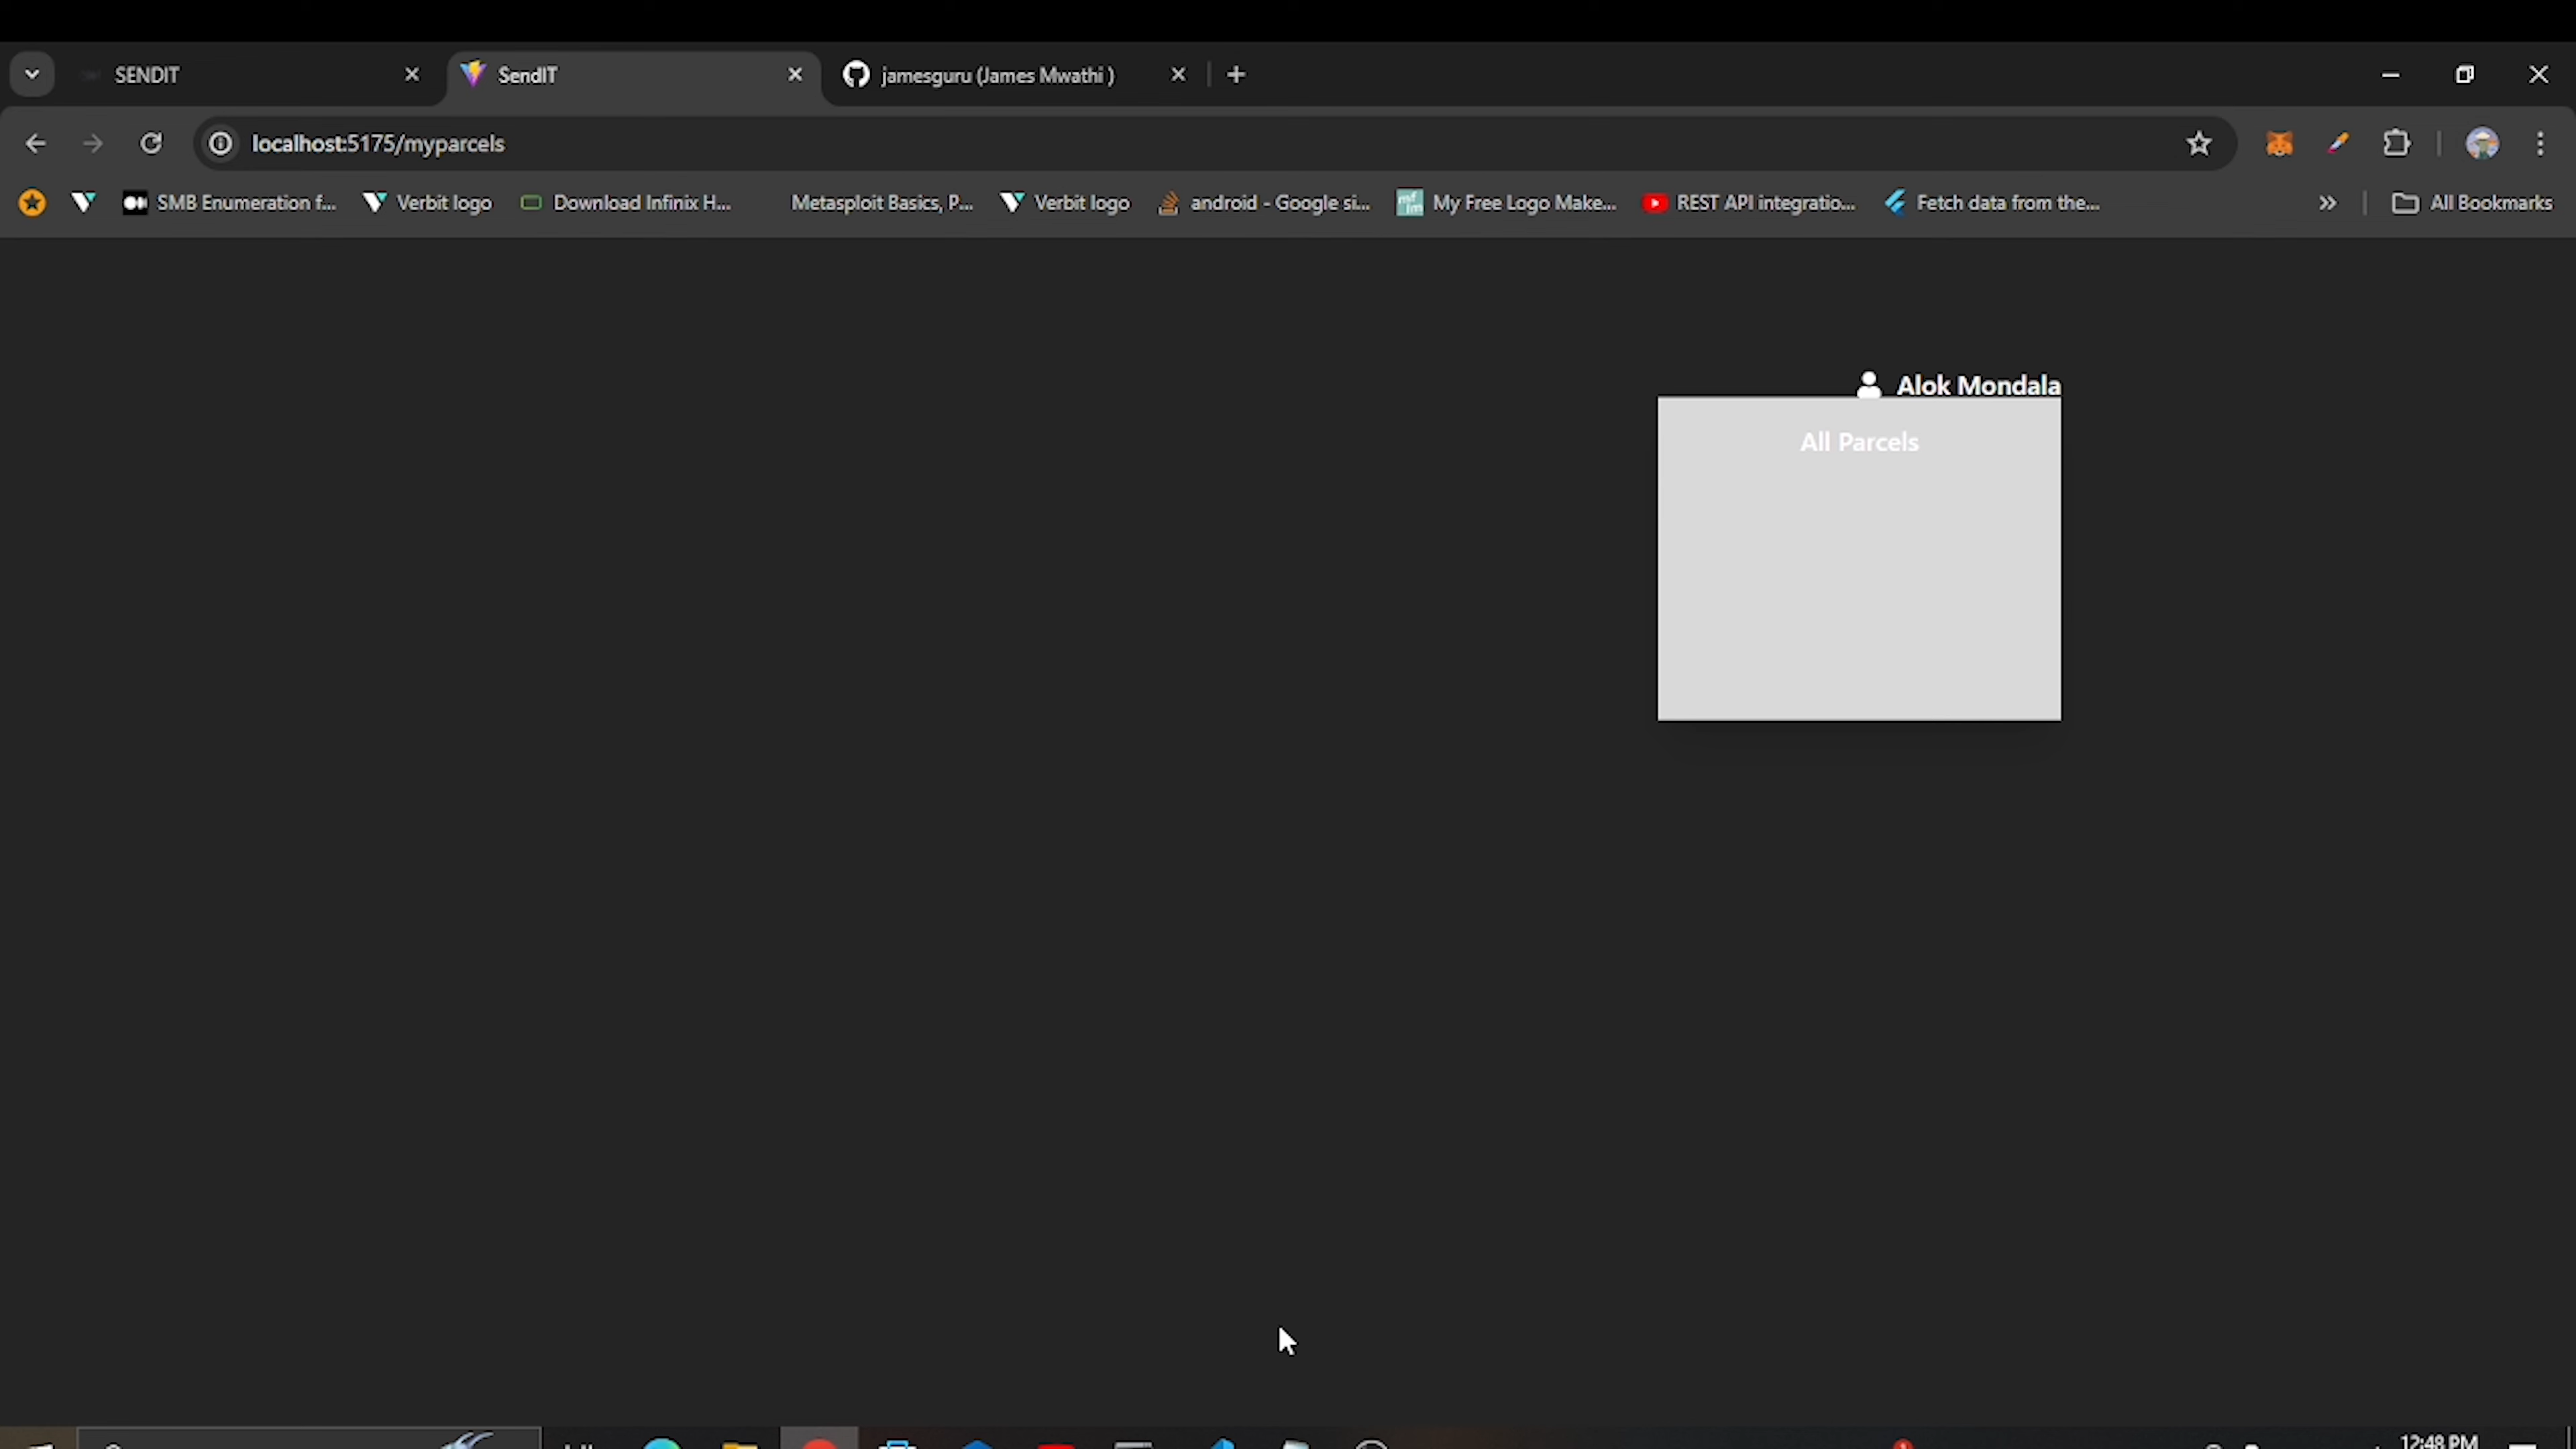 SENDIT
SendIT
jamesguru (James Mwathi )
localhost:5175/myparcels
SMB Enumeration f...
Verbit logo
Download Infinix H...
Metasploit Basics, P...
Verbit logo
android - Google si...
mf
fm
My Free Logo Make...
REST API integratio...
Fetch data from the...
All Bookmarks
Alok Mondala
All Parcels
12:48 PM